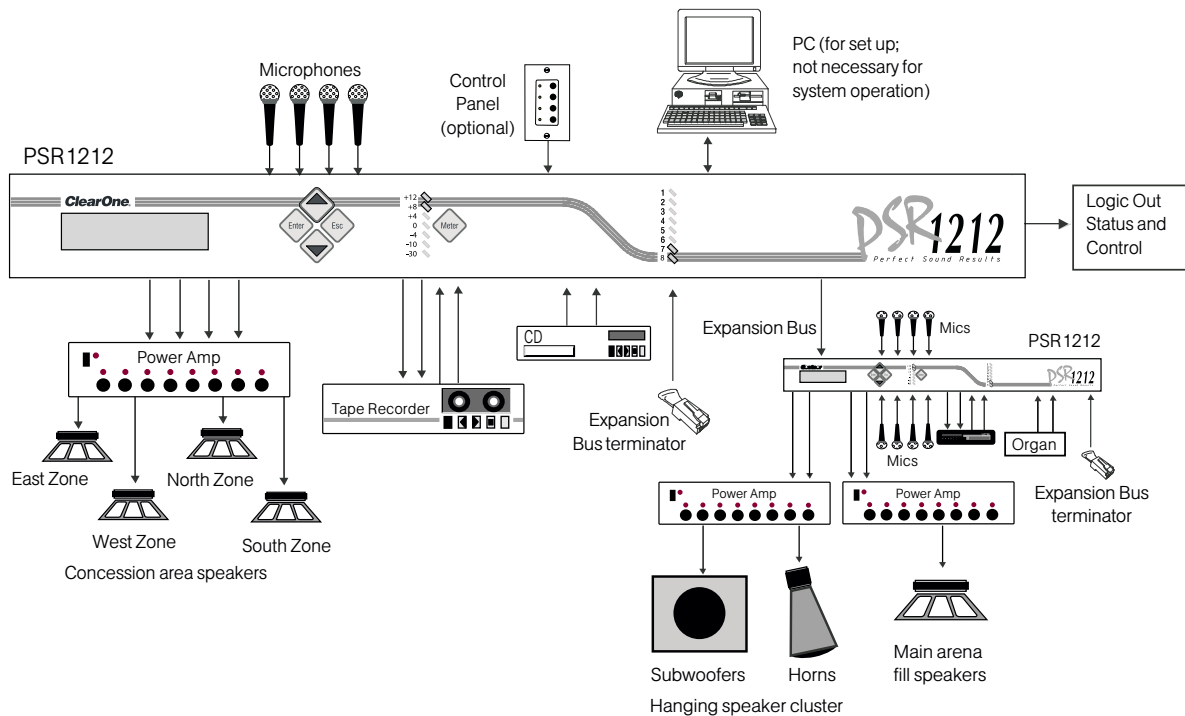 Microphones
Control
Panel
(optional)
PC (for set up;
not necessary for
system operation)
PSR1212
ClearOne.
Enter
Esc
+12
+8
+4
0
-4
-10
-30
Meter
1
2
3
4
5
6
7
8
PSR1212
Perfect Sound Results
Logic Out
Status and
Control
Power Amp
East Zone
North Zone
West Zone
South Zone
Concession area speakers
Tape Recorder
CD
Expansion
Bus terminator
Expansion Bus
Mics
PSR1212
PSR1212
Mics
Organ
Expansion Bus
terminator
Power Amp
Power Amp
Subwoofers
Horns
Main arena
fill speakers
Hanging speaker cluster